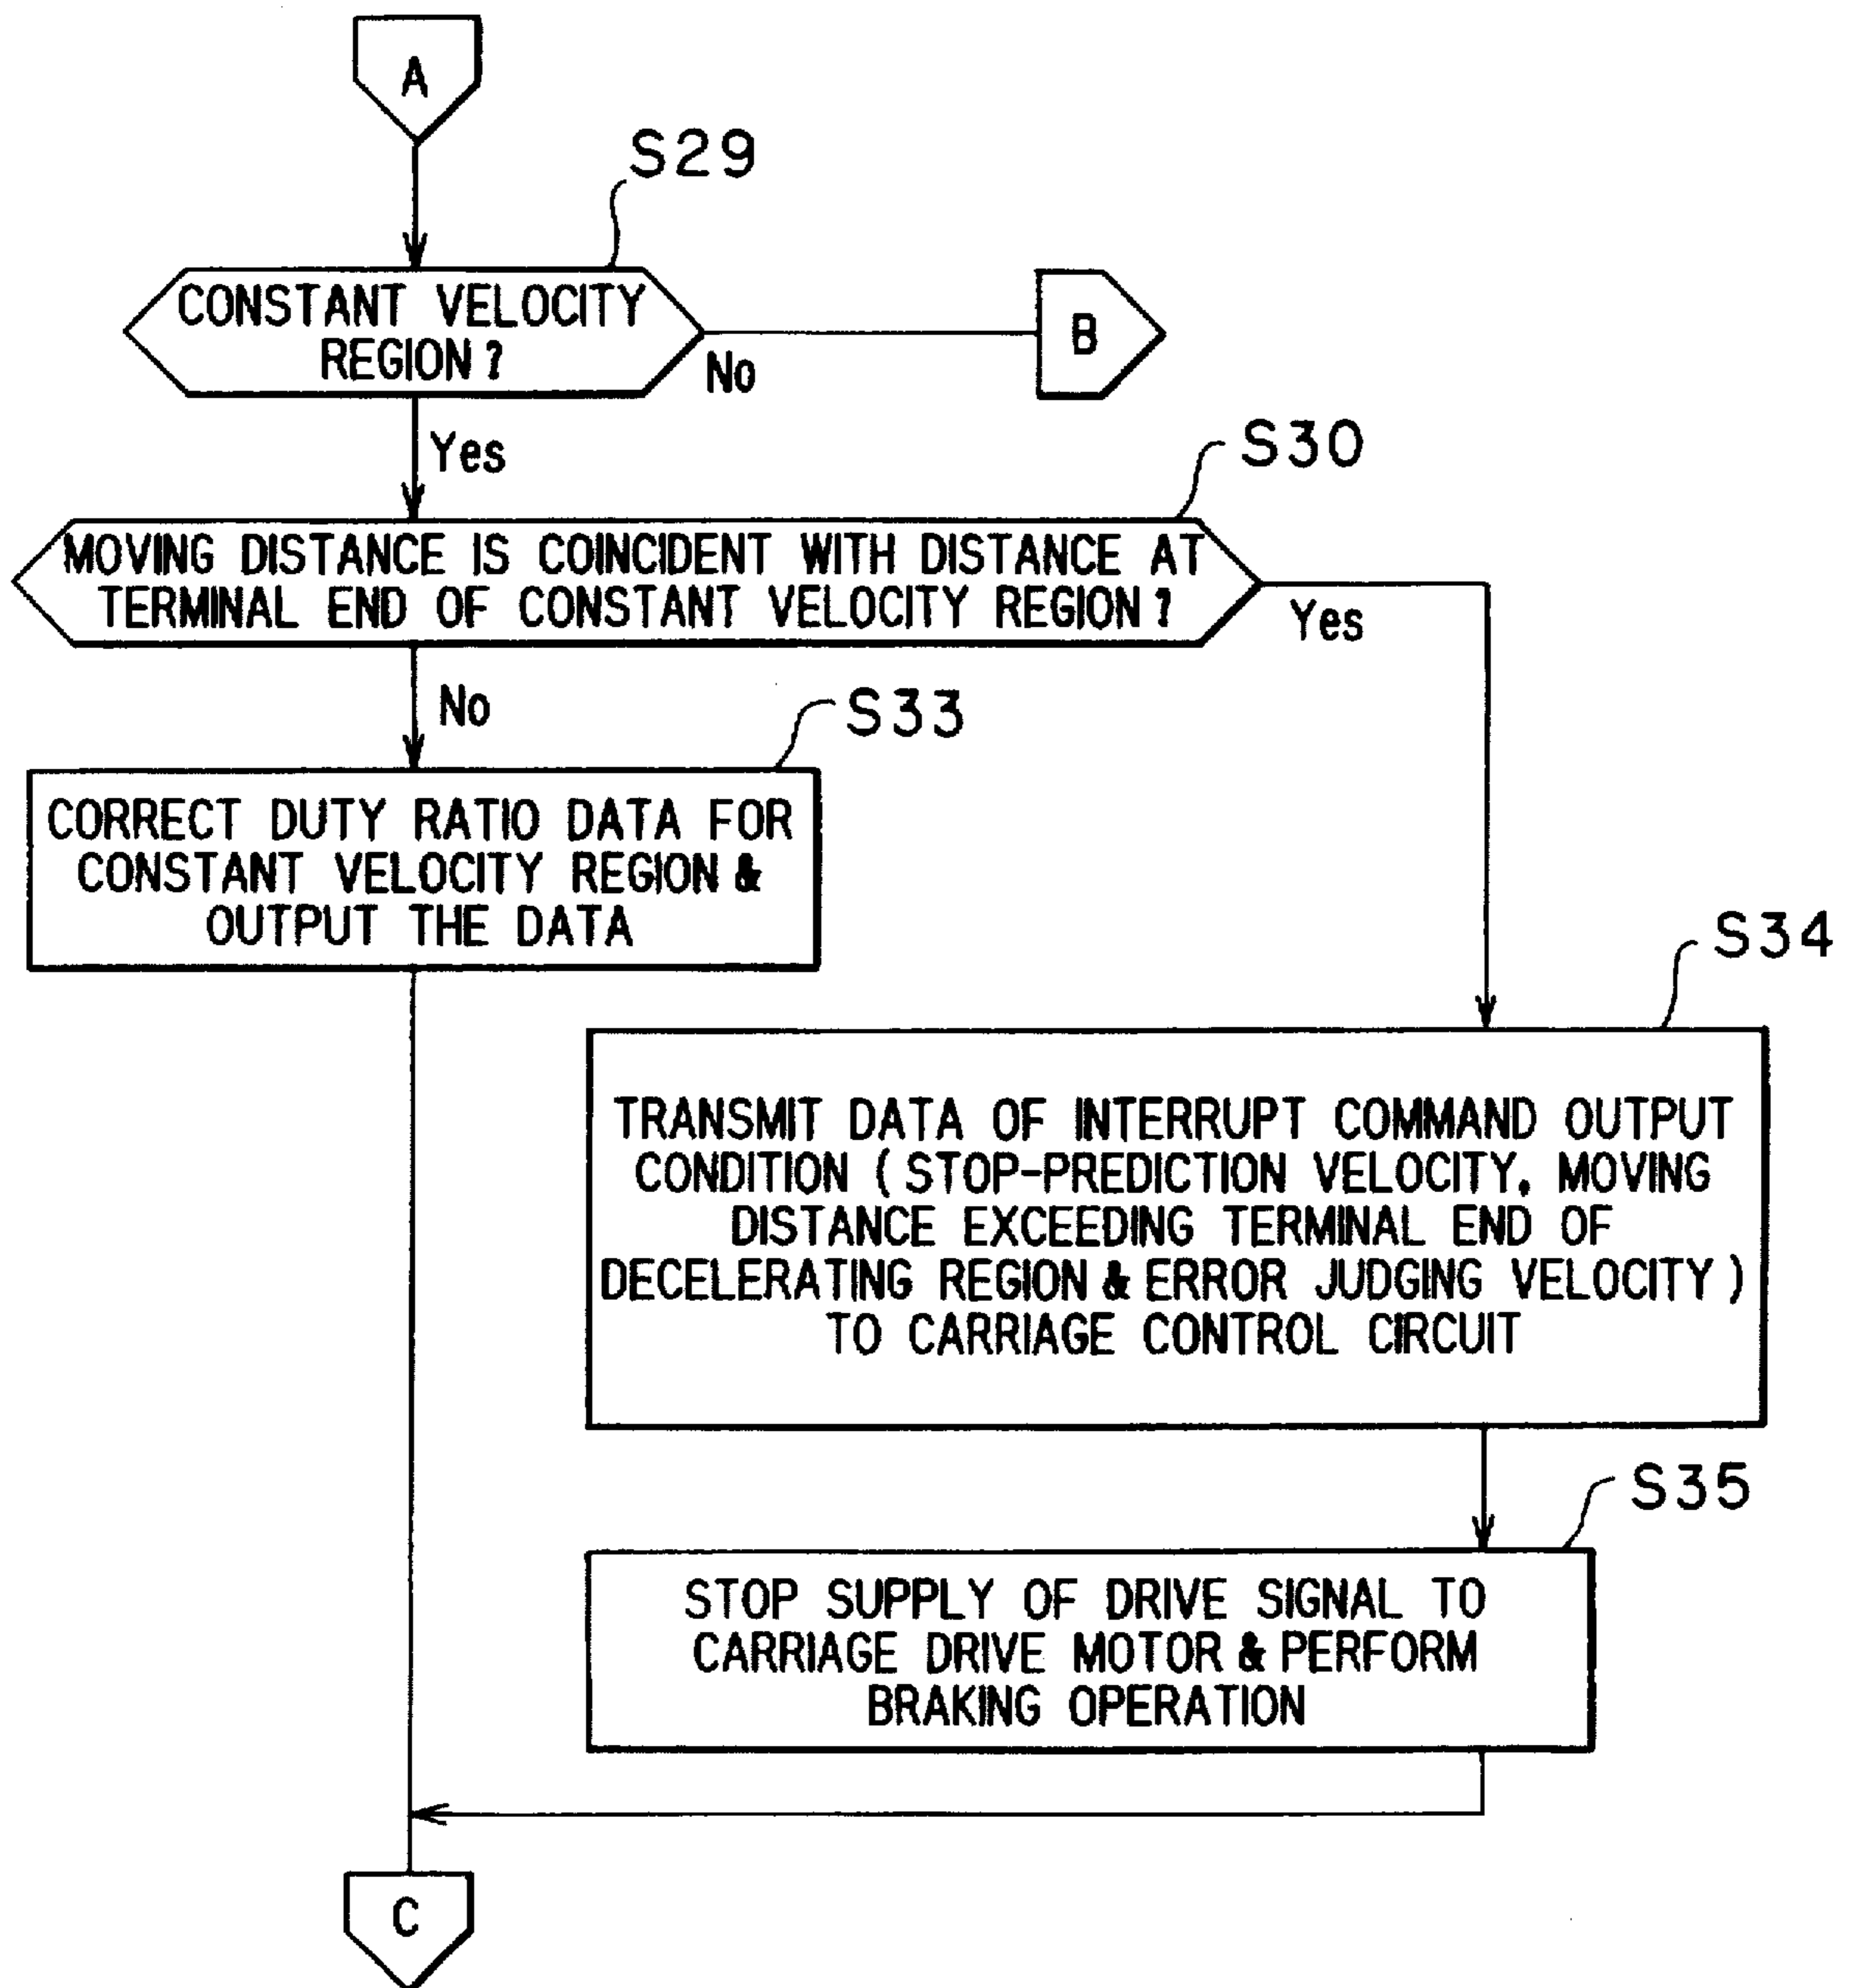 A
S29
CONSTANT VELOCITY
REGION?
No
B
Yes
S30
MOVING DISTANCE IS COINCIDENT WITH DISTANCE AT
TERMINAL END OF CONSTANT VELOCITY REGION?
Yes
No
S33
CORRECT DUTY RATIO DATA FOR
CONSTANT VELOCITY REGION &
OUTPUT THE DATA
S34
TRANSMIT DATA OF INTERRUPT COMMAND OUTPUT
CONDITION (STOP-PREDICTION VELOCITY, MOVING
DISTANCE EXCEEDING TERMINAL END OF
DECELERATING REGION & ERROR JUDGING VELOCITY)
TO CARRIAGE CONTROL CIRCUIT
S35
STOP SUPPLY OF DRIVE SIGNAL TO
CARRIAGE DRIVE MOTOR & PERFORM
BRAKING OPERATION
C